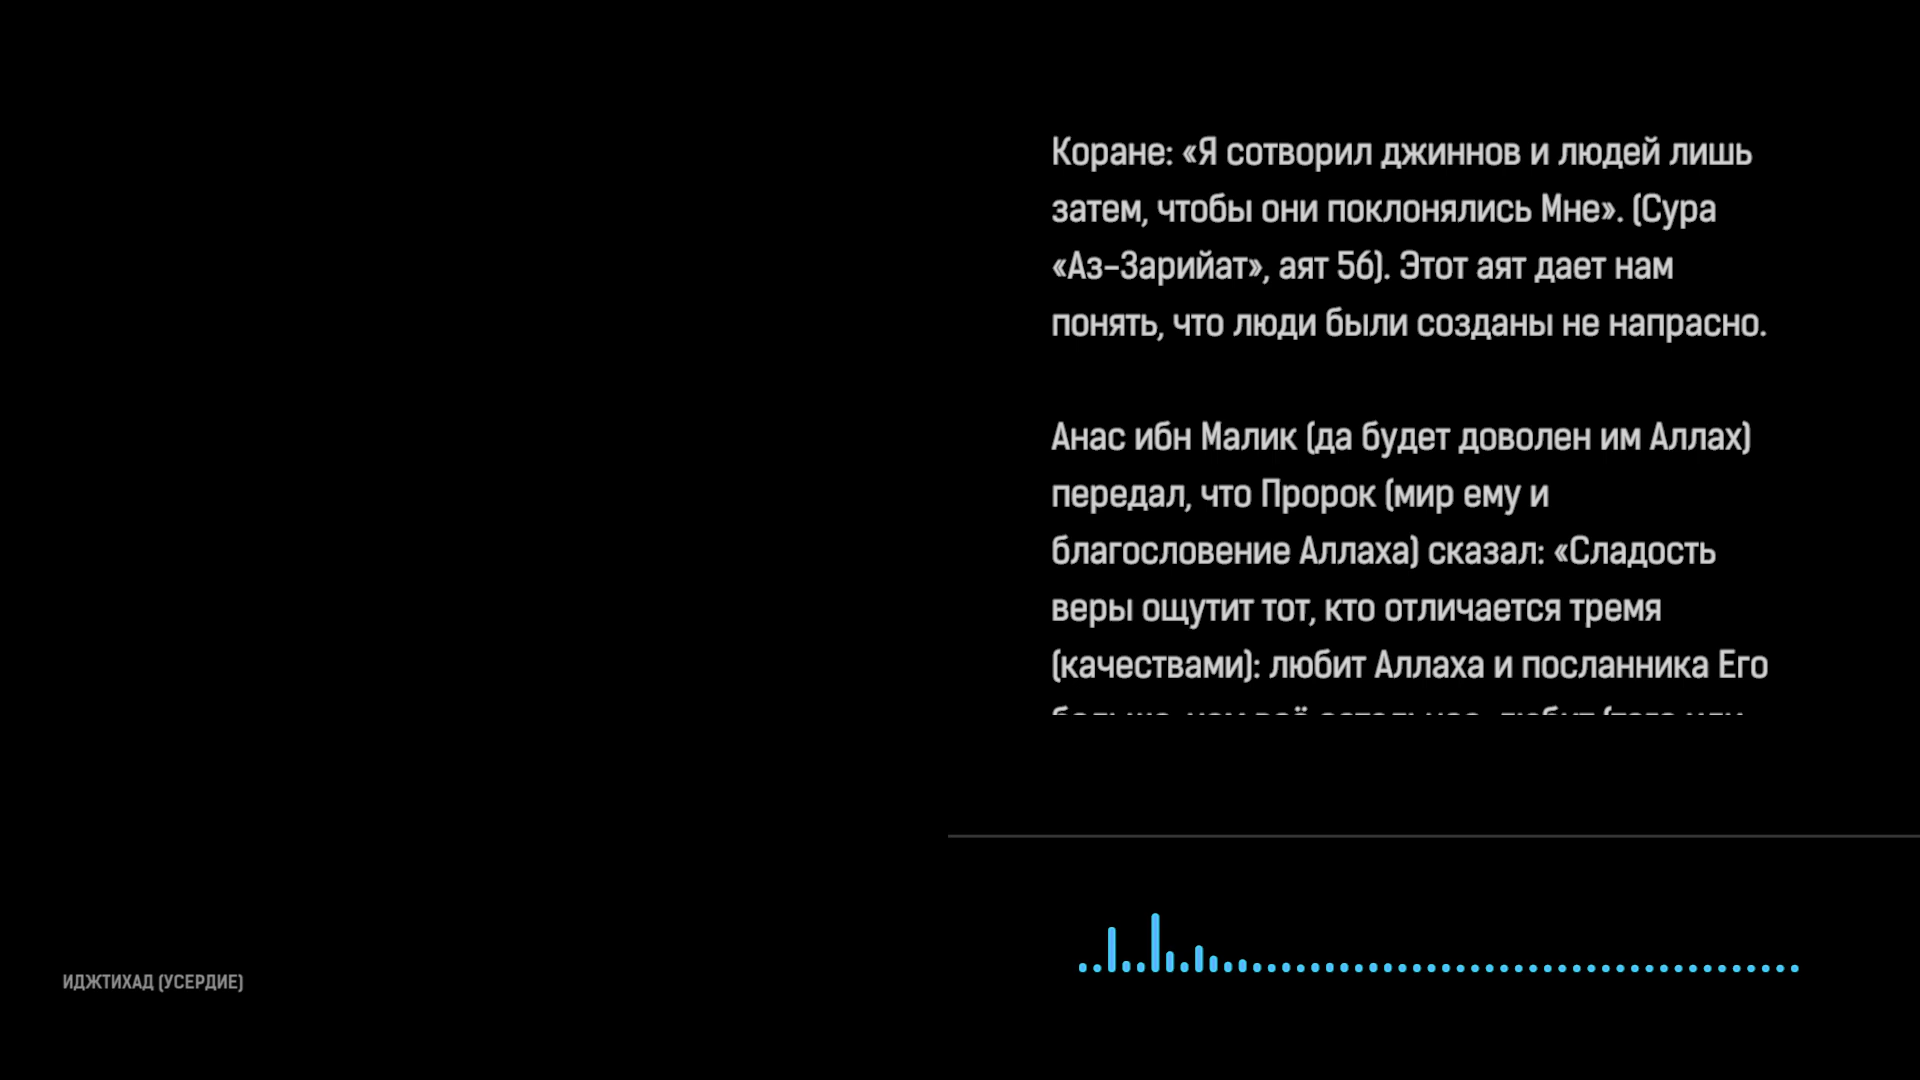 Коране: «Я сотворил джиннов и людей лишь
затем, чтобы они поклонялись Мне». (Сура
«Аз-Зарийат», аят 56). Этот аят дает нам
понять, что люди были созданы не напрасно.
Анас ибн Малик (да будет доволен им Аллах)
передал, что Пророк (мир ему и
благословение Аллаха) сказал: «Сладость
веры ощутит тот, кто отличается тремя
(качествами): любит Аллаха и посланника Его
ИДЖТИХАД (УСЕРДИЕ)